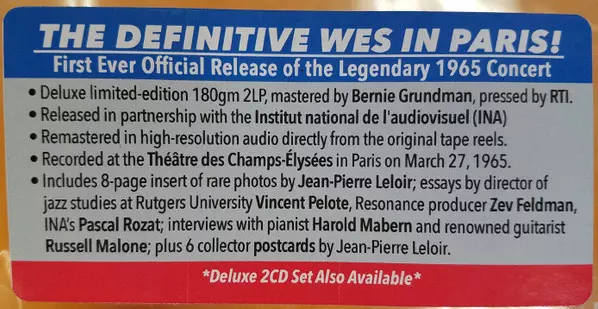 THE DEFINITIVE WES IN PARIS!
First Ever Official Release of the Legendary 1965 Concert
• Deluxe limited-edition 180gm 2LP, mastered by Bernie Grundman, pressed by RTI.
• Released in partnership with the Institut national de l'audiovisuel (INA)
• Remastered in high-resolution audio directly from the original tape reels.
• Recorded at the Théâtre des Champs-Élysées in Paris on March 27, 1965.
• Includes 8-page insert of rare photos by Jean-Pierre Leloir; essays by director of
jazz studies at Rutgers University Vincent Pelote, Resonance producer Zev Feldman,
INA's Pascal Rozat; interviews with pianist Harold Mabern and renowned guitarist
Russell Malone; plus 6 collector postcards by Jean-Pierre Leloir.
*Deluxe 2CD Set Also Available*